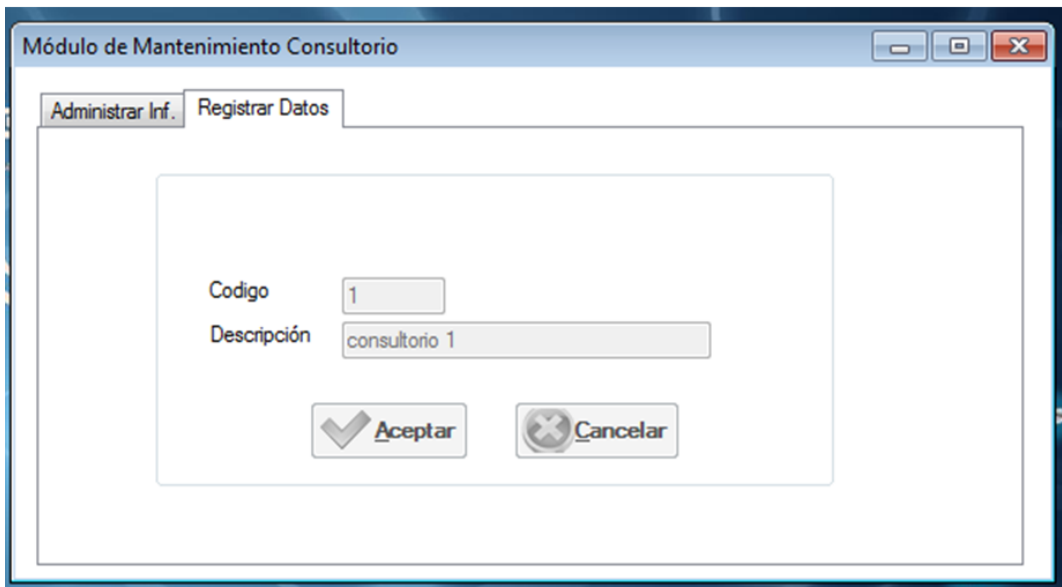 Módulo de Mantenimiento Consultorio
Administrar Inf. Registrar Datos
Codigo 1
Descripción consultorio 1
Aceptar Cancelar